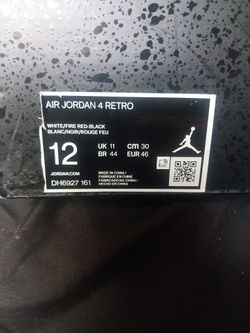 AIR JORDAN 4 RETRO
WHITE/FIRE RED-BLACK
BLANC/NOIR/ROUGE FEU
12
UK 11
CM 30
BR 44
EUR 46
JORDAN.COM
DH6927 161
MADE IN CHINA /
FABRIQUÉ EN CHINE /
FABRICADO EN CHINA